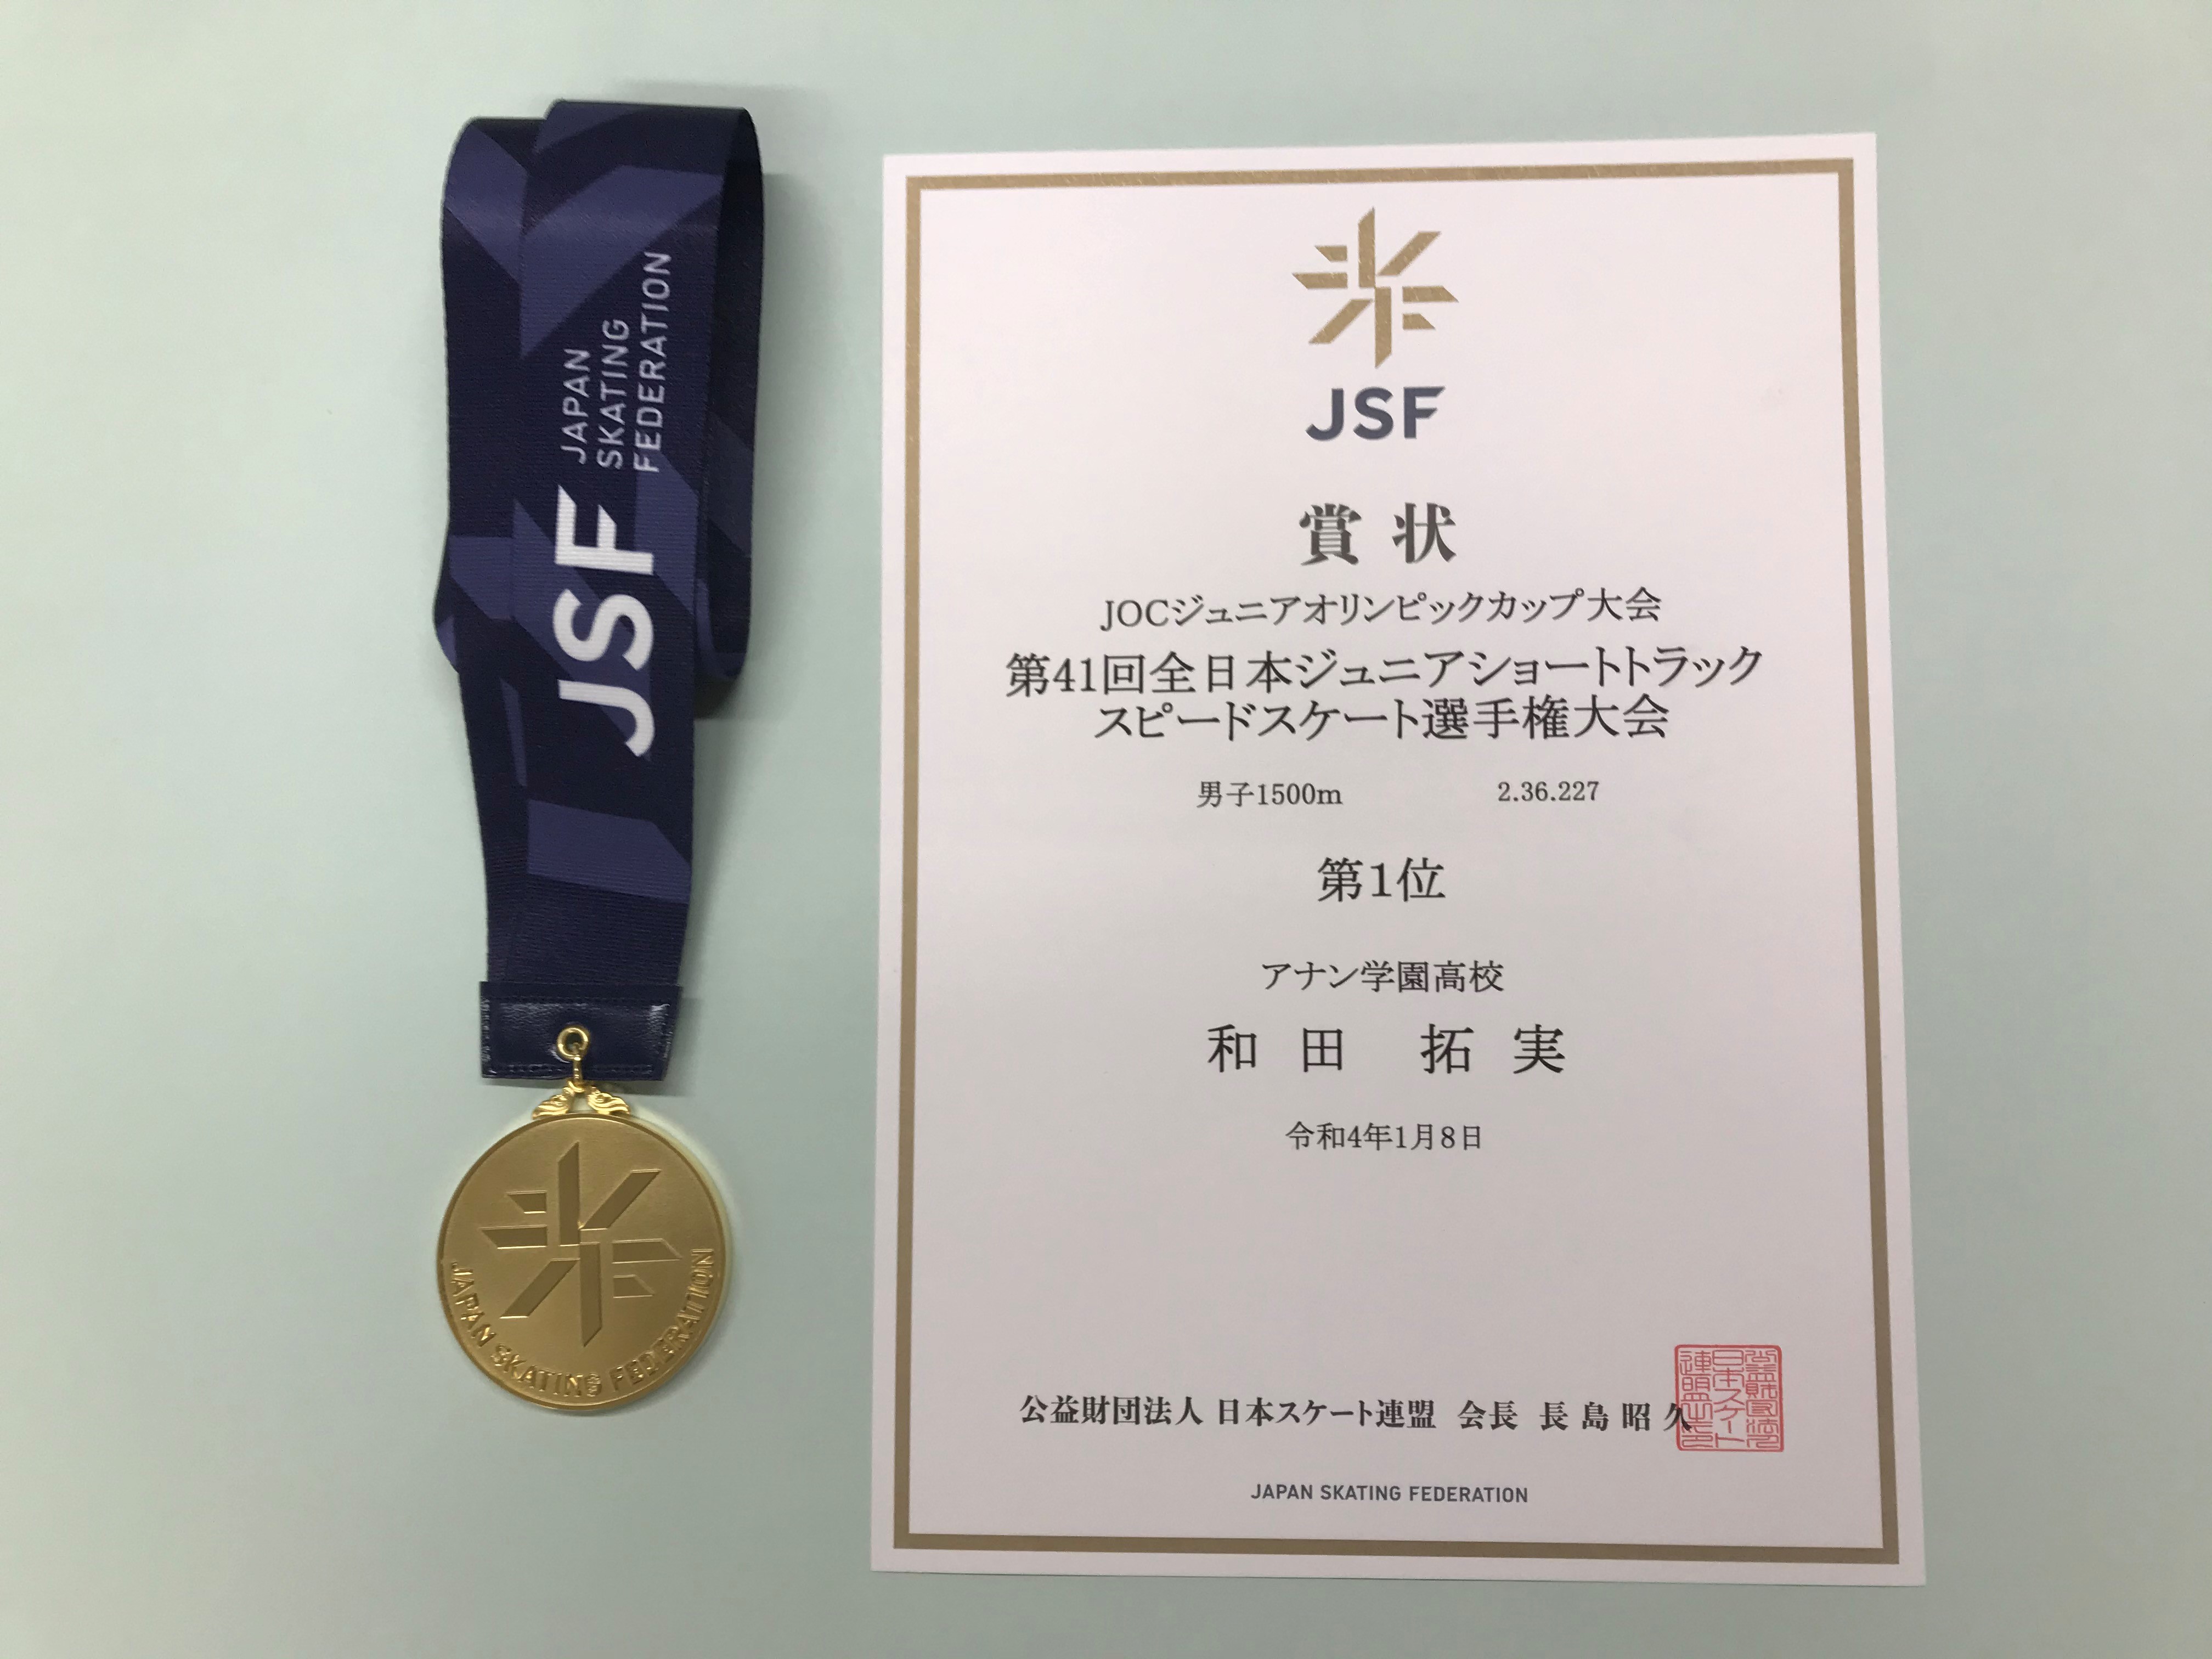 JSF
JAPAN
SKATING
FEDERATION
JAPAN SKATING FEDERATION
JSF
賞状
JOCジュニアオリンピックカップ大会
第41回全日本ジュニアショートトラック
スピードスケート選手権大会
男子1500m 2.36.227
第1位
アナン学園高校
和田 拓実
令和4年1月8日
公益財団法人 日本スケート連盟 会長 長島昭久
JAPAN SKATING FEDERATION